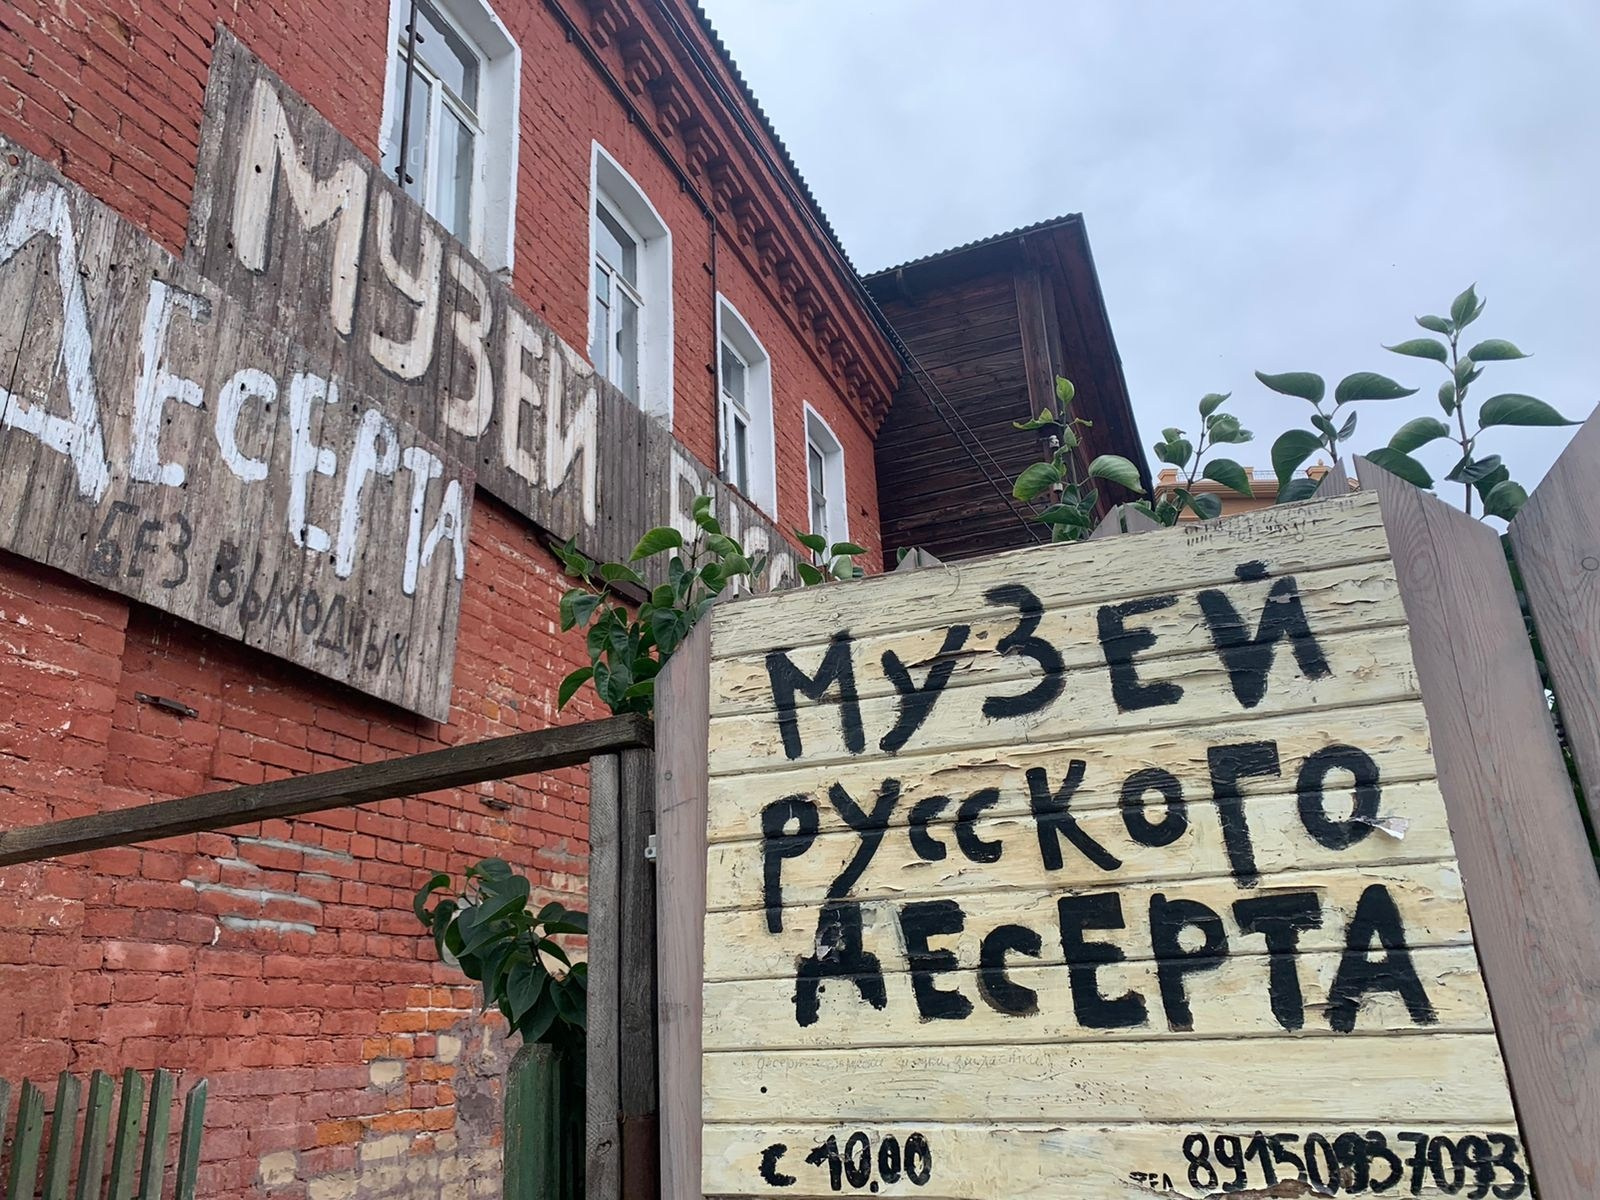 МУЗЕЙ
ДЕСЕРТА
БЕЗ ВЫХОДНЫХ
МУЗЕЙ
РУССКОГО
ДЕСЕРТА
с 10.00 ТЕЛ 89150937093